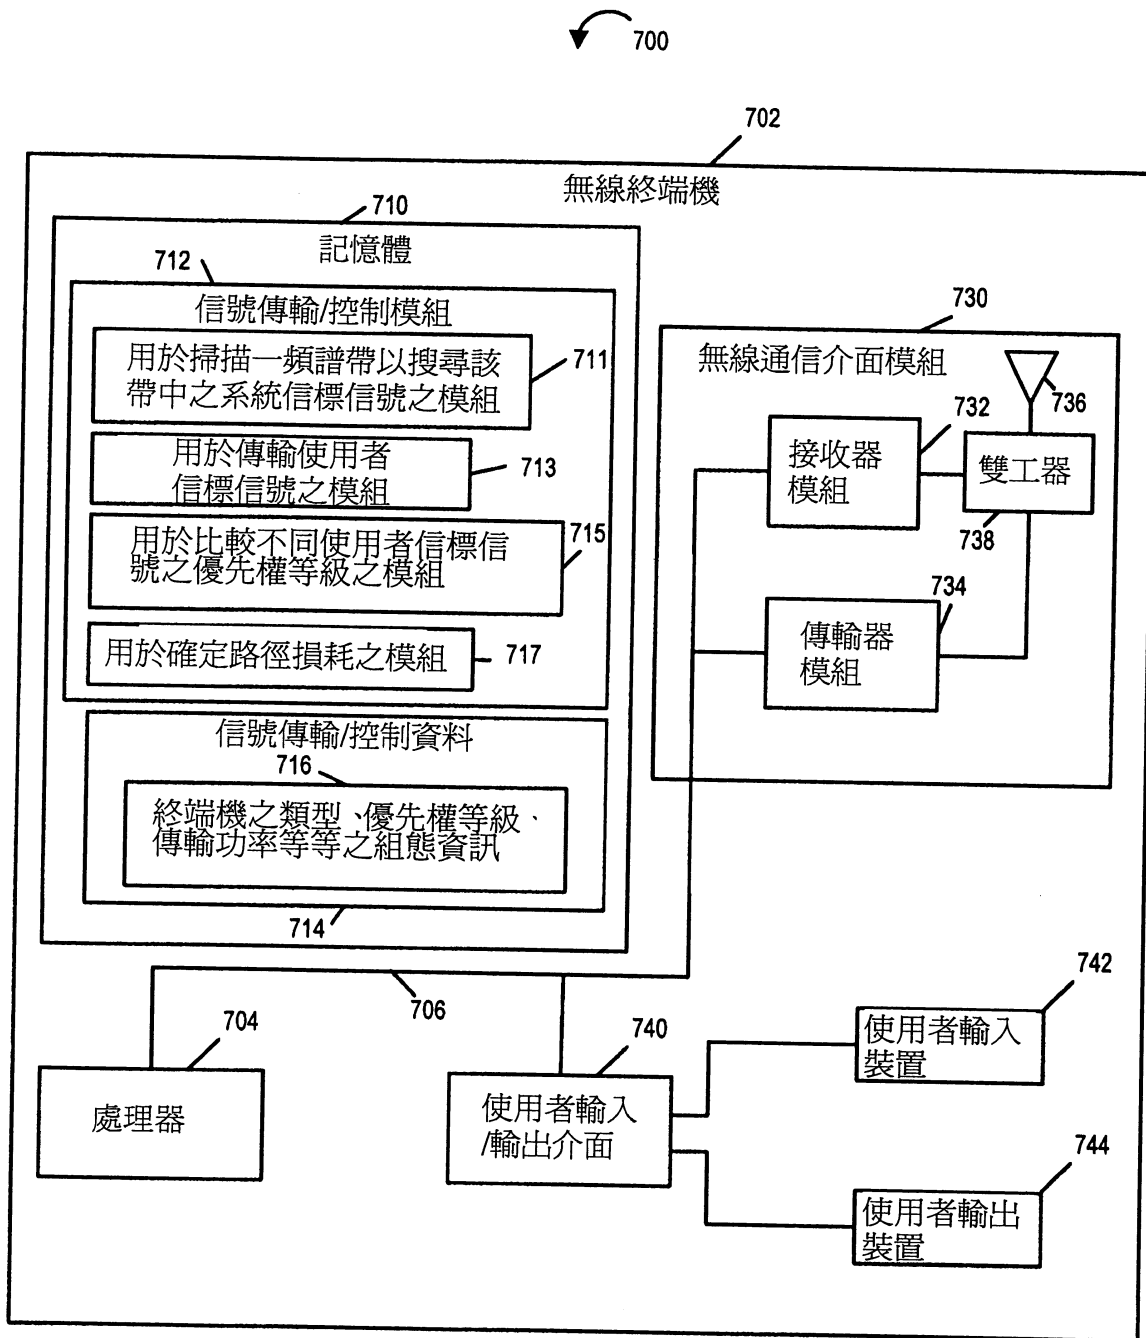 700
702
無線終端機
710
記憶體
712
信號傳輸/控制模組
用於掃描一頻譜帶以搜尋該
帶中之系統信標信號之模組
711
用於傳輸使用者
信標信號之模組
713
用於比較不同使用者信標信
號之優先權等級之模組
715
用於確定路徑損耗之模組
717
信號傳輸/控制資料
716
終端機之類型、優先權等級、
傳輸功率等等之組態資訊
714
730
無線通信介面模組
736
732
接收器
模組
雙工器
738
734
傳輸器
模組
706
704
處理器
740
使用者輸入
/輸出介面
742
使用者輸入
裝置
744
使用者輸出
裝置